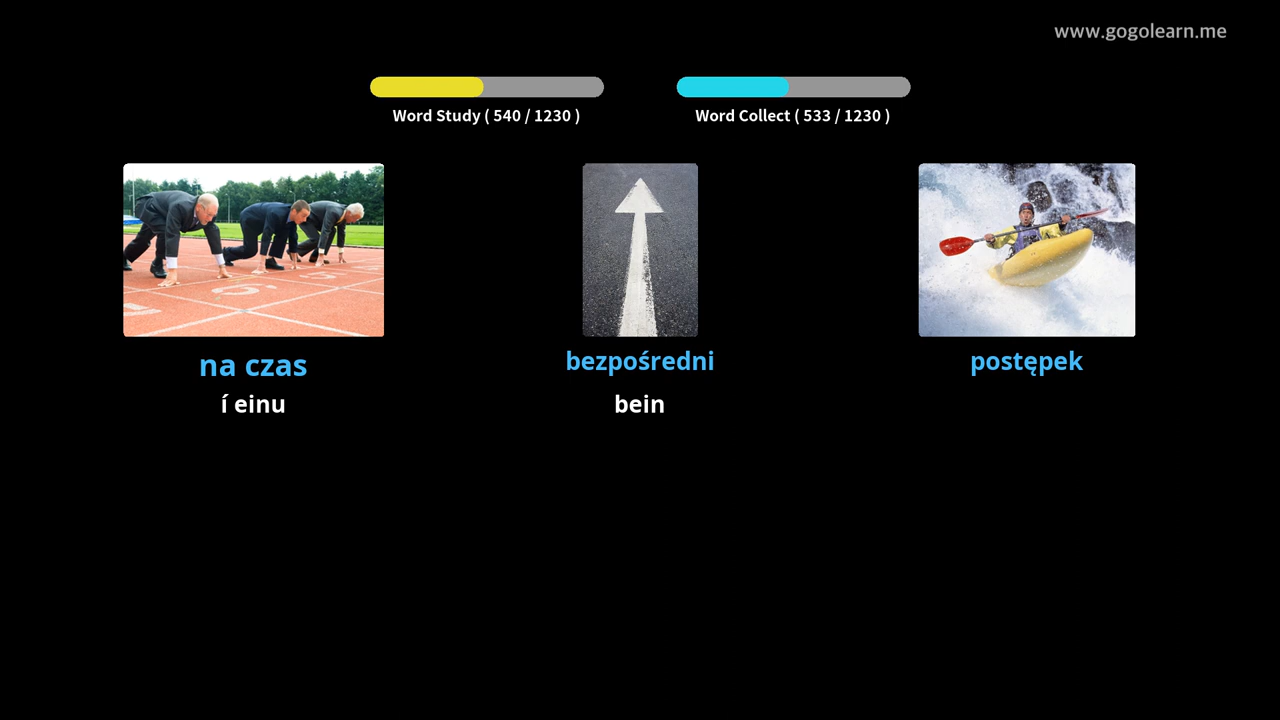 www.gogolearn.me
Word Study ( 540 / 1230 )
Word Collect ( 533 / 1230 )
na czas
bezpośredni
postępek
í einu
bein